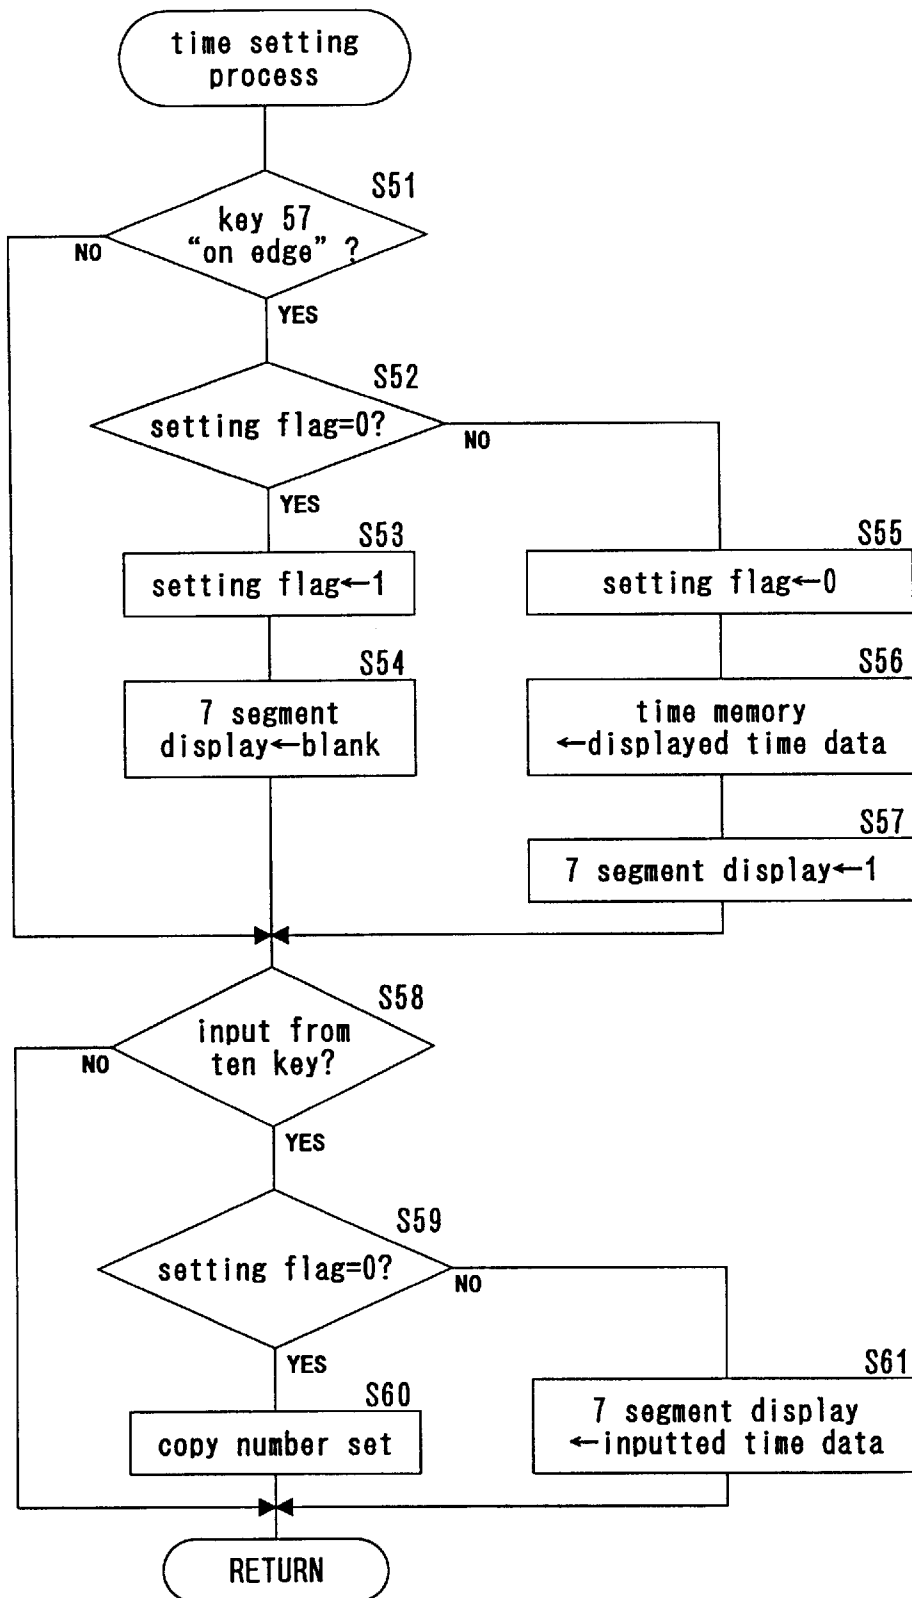 time setting
process
S51
key 57
“on edge” ?
NO
YES
S52
setting flag=0?
NO
YES
S53
setting flag←1
S55
setting flag←0
S54
7 segment
display←blank
S56
time memory
←displayed time data
S57
7 segment display←1
S58
input from
ten key?
NO
YES
S59
setting flag=0?
NO
YES
S60
copy number set
S61
7 segment display
←inputted time data
RETURN